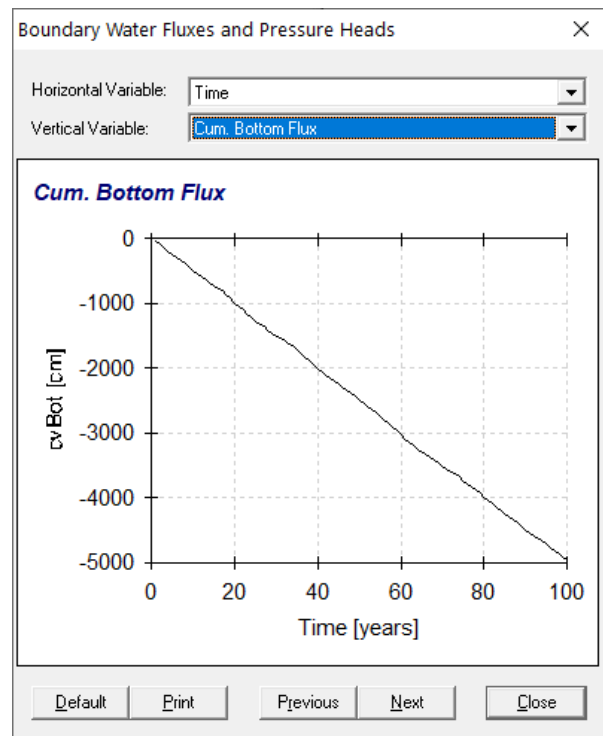 Boundary Water Fluxes and Pressure Heads
Horizontal Variable: Time
Vertical Variable: Cum. Bottom Flux
Cum. Bottom Flux
0
-1000
-2000
-3000
-4000
-5000
cvBot [cm]
0 20 40 60 80 100
Time [years]
Default Print Previous Next Close